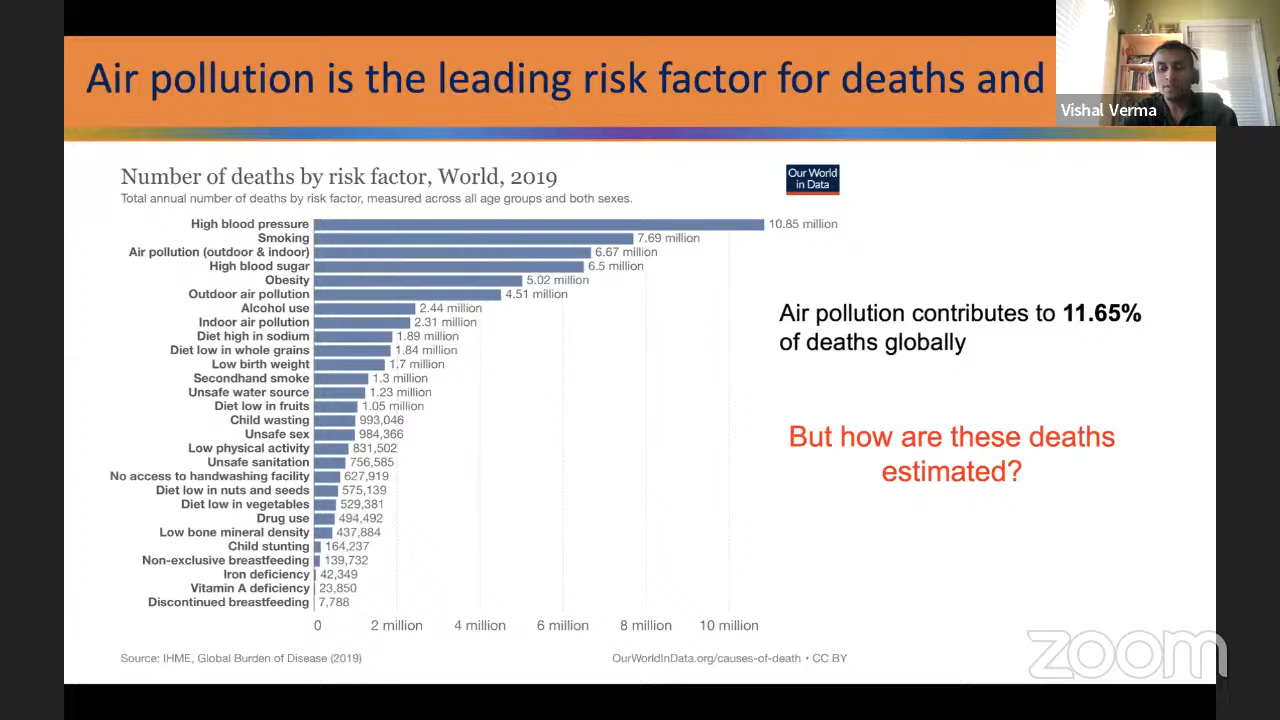 Air pollution is the leading risk factor for deaths and
Vishal Verma
Number of deaths by risk factor, World, 2019
Our World
in Data
Total annual number of deaths by risk factor, measured across all age groups and both sexes.
High blood pressure 10.85 million
Smoking 7.69 million
Air pollution (outdoor & indoor) 6.67 million
High blood sugar 6.5 million
Obesity 5.02 million
Outdoor air pollution 4.51 million
Alcohol use 2.44 million
Indoor air pollution 2.31 million
Diet high in sodium 1.89 million
Diet low in whole grains 1.84 million
Low birth weight 1.7 million
Secondhand smoke 1.3 million
Unsafe water source 1.23 million
Diet low in fruits 1.05 million
Child wasting 993,046
Unsafe sex 984,366
Low physical activity 831,502
Unsafe sanitation 756,585
No access to handwashing facility 627,919
Diet low in nuts and seeds 575,139
Diet low in vegetables 529,381
Drug use 494,492
Low bone mineral density 437,884
Child stunting 164,237
Non-exclusive breastfeeding 139,732
Iron deficiency 42,349
Vitamin A deficiency 23,850
Discontinued breastfeeding 7,788
0 2 million 4 million 6 million 8 million 10 million
Source: IHME, Global Burden of Disease (2019)
OurWorldInData.org/causes-of-death • CC BY
Air pollution contributes to 11.65%
of deaths globally
But how are these deaths
estimated?
zoom